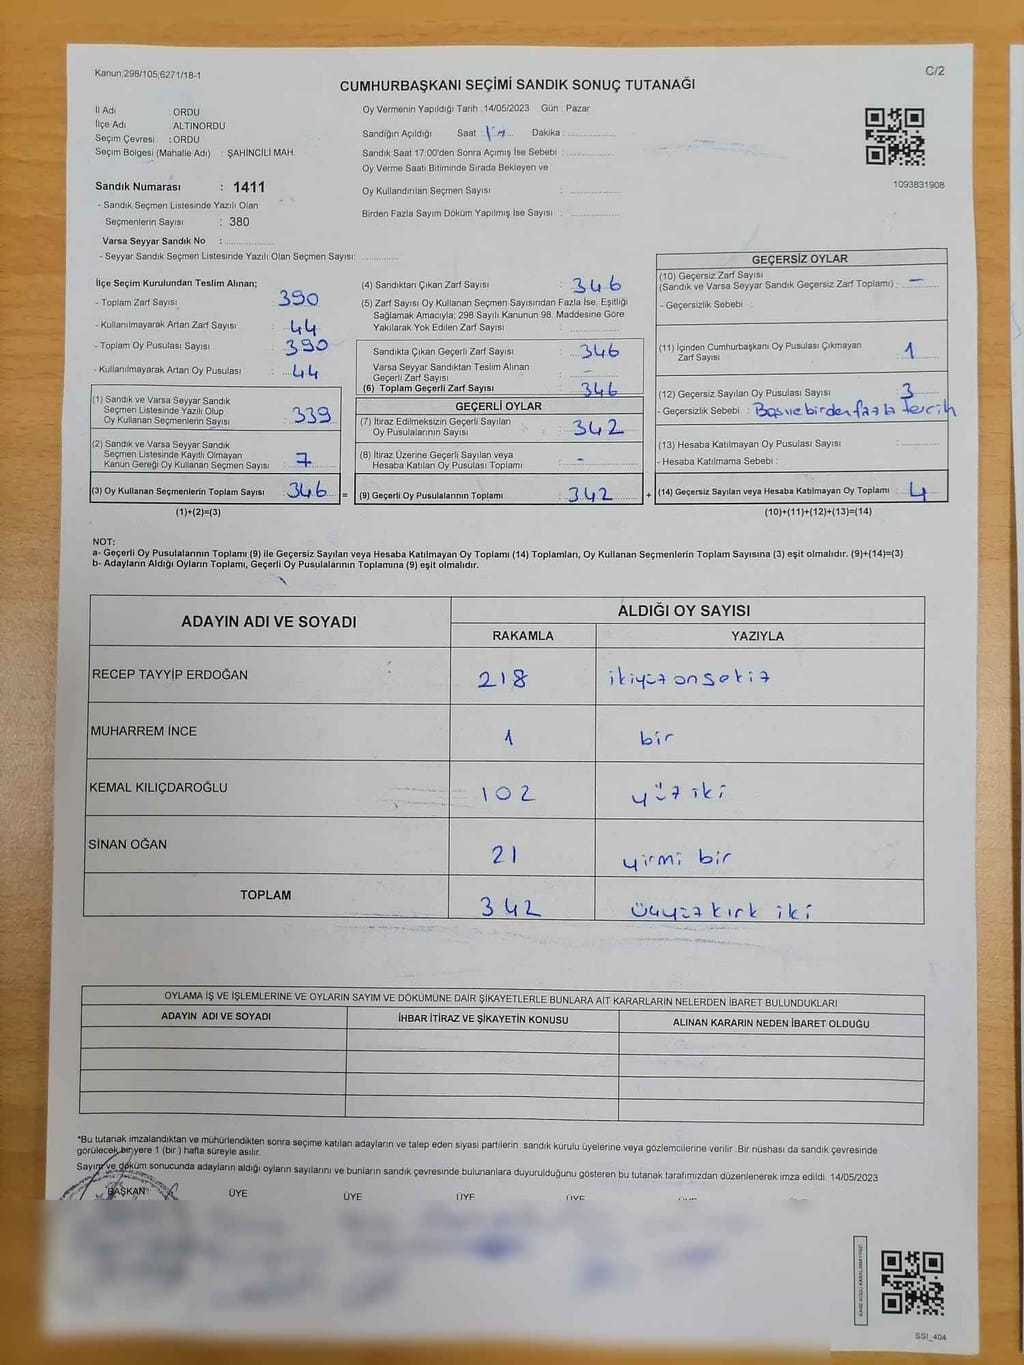 Kanun:298/105;6271/18-1
C/2
CUMHURBAŞKANI SEÇİMİ SANDIK SONUÇ TUTANAĞI
İl Adı : ORDU
İlçe Adı : ALTINORDU
Seçim Çevresi : ORDU
Seçim Bölgesi (Mahalle Adı) : ŞAHİNCİLİ MAH.
Oy Vermenin Yapıldığı Tarih :14/05/2023 Gün : Pazar
Sandığın Açıldığı Saat : 17 Dakika :
Sandık Saat 17:00'den Sonra Açımış İse Sebebi :
Oy Verme Saati Bitiminde Sırada Bekleyen ve
Oy Kullandırılan Seçmen Sayısı :
Birden Fazla Sayım Döküm Yapılmış İse Sayısı :
1093831908
Sandık Numarası : 1411
- Sandık Seçmen Listesinde Yazılı Olan
Seçmenlerin Sayısı : 380
Varsa Seyyar Sandık No :
- Seyyar Sandık Seçmen Listesinde Yazılı Olan Seçmen Sayısı:
İlçe Seçim Kurulundan Teslim Alınan;
- Toplam Zarf Sayısı : 390
- Kullanılmayarak Artan Zarf Sayısı : 44
- Toplam Oy Pusulası Sayısı : 390
- Kullanılmayarak Artan Oy Pusulası : 44
(1) Sandık ve Varsa Seyyar Sandık
Seçmen Listesinde Yazılı Olup
Oy Kullanan Seçmenlerin Sayısı : 339
(2) Sandık ve Varsa Seyyar Sandık
Seçmen Listesinde Kayıtlı Olmayan
Kanun Gereği Oy Kullanan Seçmen Sayısı : 7
(3) Oy Kullanan Seçmenlerin Toplam Sayısı : 346 =
(1)+(2)=(3)
(4) Sandıktan Çıkan Zarf Sayısı : 346
(5) Zarf Sayısı Oy Kullanan Seçmen Sayısından Fazla İse, Eşitliği
Sağlamak Amacıyla; 298 Sayılı Kanunun 98. Maddesine Göre
Yakılarak Yok Edilen Zarf Sayısı :
Sandıkta Çıkan Geçerli Zarf Sayısı : 346
Varsa Seyyar Sandıktan Teslim Alınan
Geçerli Zarf Sayısı : -
(6) Toplam Geçerli Zarf Sayısı : 346
GEÇERLİ OYLAR
(7) İtiraz Edilmeksizin Geçerli Sayılan
Oy Pusulalarının Sayısı : 342
(8) İtiraz Üzerine Geçerli Sayılan veya
Hesaba Katılan Oy Pusulası Toplamı : -
(9) Geçerli Oy Pusulalarının Toplamı : 342 +
GEÇERSİZ OYLAR
(10) Geçersiz Zarf Sayısı
(Sandık ve Varsa Seyyar Sandık Geçersiz Zarf Toplamı) : -
- Geçersizlik Sebebi :
(11) İçinden Cumhurbaşkanı Oy Pusulası Çıkmayan
Zarf Sayısı : 1
(12) Geçersiz Sayılan Oy Pusulası Sayısı : 3
- Geçersizlik Sebebi : Boş ve birden fazla tercih
(13) Hesaba Katılmayan Oy Pusulası Sayısı :
- Hesaba Katılmama Sebebi :
(14) Geçersiz Sayılan veya Hesaba Katılmayan Oy Toplamı : 4
(10)+(11)+(12)+(13)=(14)
NOT:
a- Geçerli Oy Pusulalarının Toplamı (9) ile Geçersiz Sayılan veya Hesaba Katılmayan Oy Toplamı (14) Toplamları, Oy Kullanan Seçmenlerin Toplam Sayısına (3) eşit olmalıdır. (9)+(14)=(3)
b- Adayların Aldığı Oyların Toplamı, Geçerli Oy Pusulalarının Toplamına (9) eşit olmalıdır.
ADAYIN ADI VE SOYADI
ALDIĞI OY SAYISI
RAKAMLA YAZIYLA
RECEP TAYYİP ERDOĞAN 218 ikiyüz onsekiz
MUHARREM İNCE 1 bir
KEMAL KILIÇDAROĞLU 102 yüz iki
SİNAN OĞAN 21 yirmi bir
TOPLAM 342 üçyüz kırk iki
OYLAMA İŞ VE İŞLEMLERİNE VE OYLARIN SAYIM VE DÖKÜMÜNE DAİR ŞİKAYETLERLE BUNLARA AİT KARARLARIN NELERDEN İBARET BULUNDUKLARI
ADAYIN ADI VE SOYADI İHBAR İTİRAZ VE ŞİKAYETİN KONUSU ALINAN KARARIN NEDEN İBARET OLDUĞU
*Bu tutanak imzalandıktan ve mühürlendikten sonra seçime katılan adayların ve talep eden siyasi partilerin sandık kurulu üyelerine veya gözlemcilerine verilir .Bir nüshası da sandık çevresinde
görülecek bir yere 1 (bir ) hafta süreyle asılır.
Sayım ve döküm sonucunda adayların aldığı oyların sayılarını ve bunların sandık çevresinde bulunanlara duyurulduğunu gösteren bu tutanak tarafımızdan düzenlenerek imza edildi. 14/05/2023
BAŞKAN ÜYE ÜYE ÜYE ÜYE
KARE KODU KARALAMAYINIZ!
SSI_404